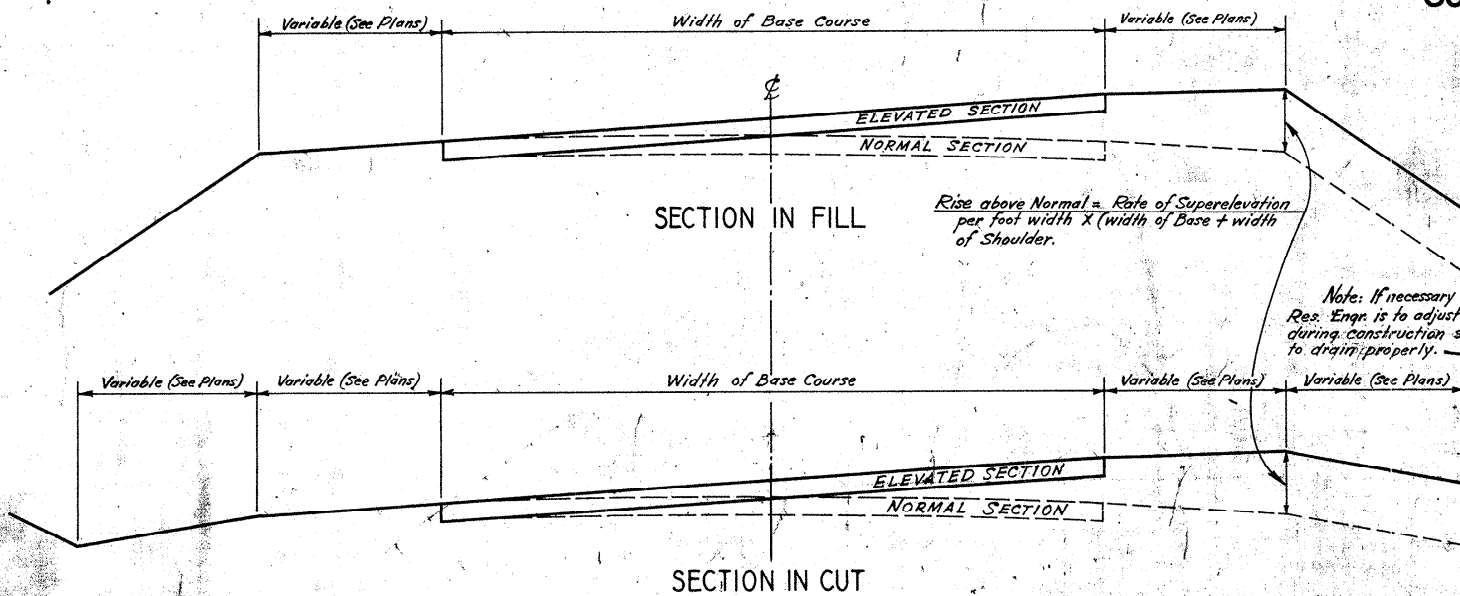 Variable (See Plans) Width of Base Course Variable (See Plans)
℄
ELEVATED SECTION
NORMAL SECTION
SECTION IN FILL
Rise above Normal = Rate of Superelevation
per foot width X (width of Base + width
of Shoulder.
Note: If necessary
Res. Engr. is to adjust
during construction s
to drain properly.
Variable (See Plans) Variable (See Plans) Width of Base Course Variable (See Plans) Variable (See Plans)
ELEVATED SECTION
NORMAL SECTION
SECTION IN CUT